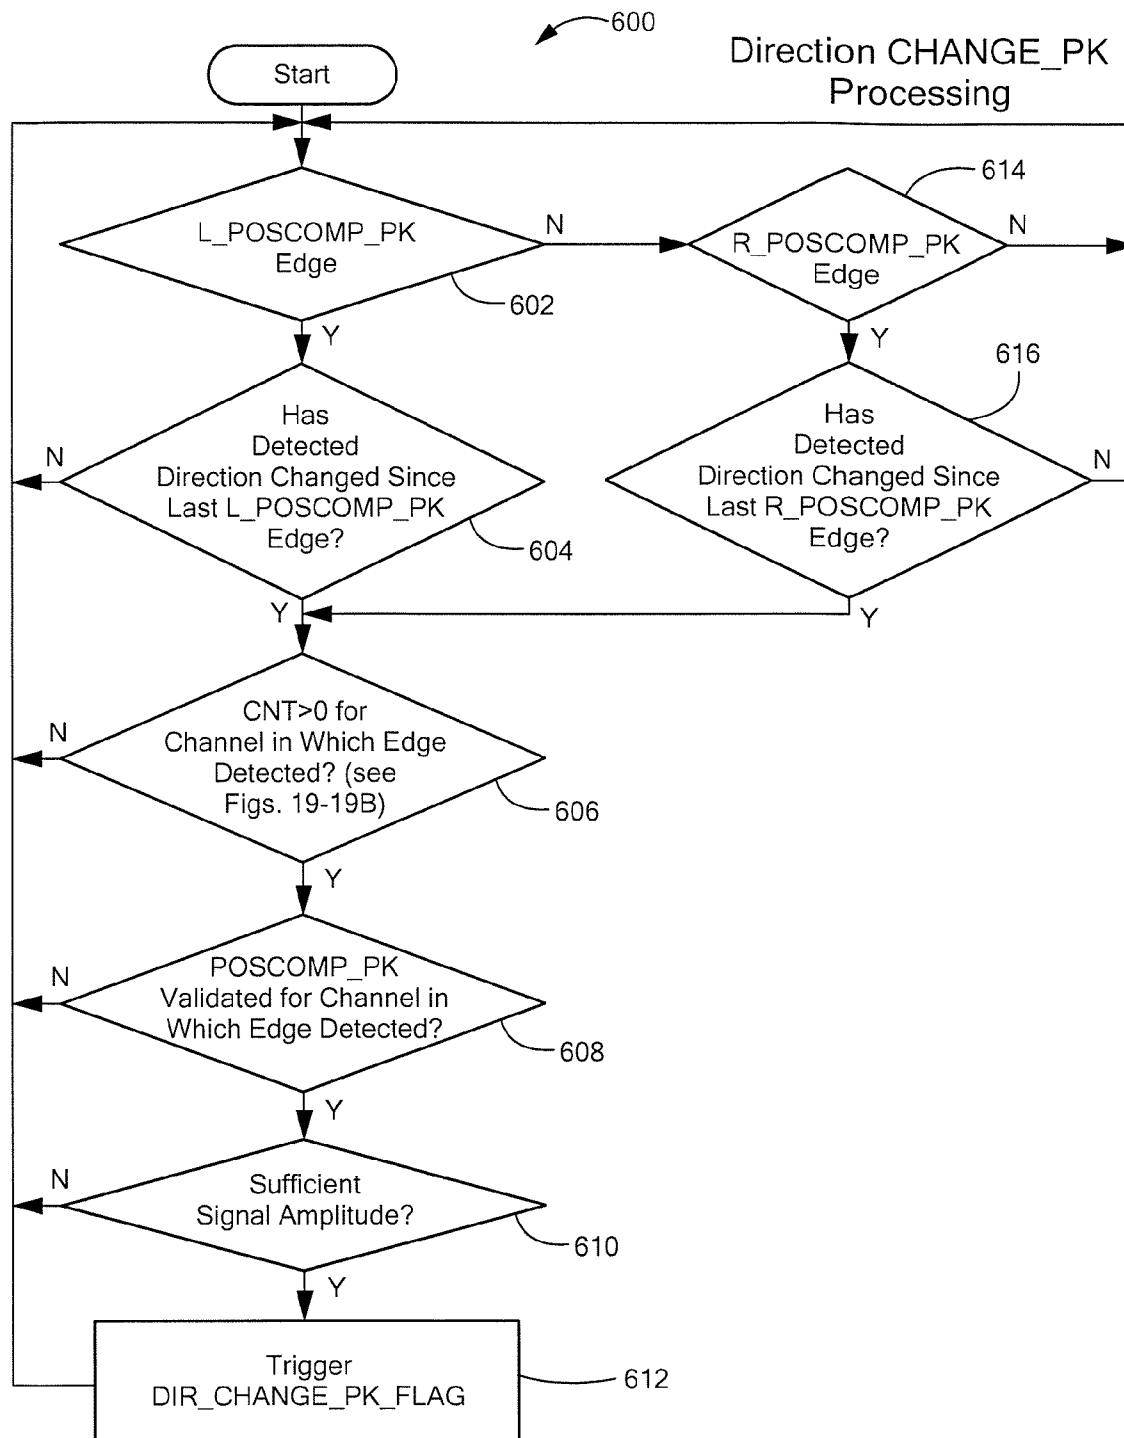 600
Direction CHANGE_PK
Processing
Start
L_POSCOMP_PK
Edge
N
602
Y
R_POSCOMP_PK
Edge
614
N
Y
Has
Detected
Direction Changed Since
Last L_POSCOMP_PK
Edge?
N
604
Y
Has
Detected
Direction Changed Since
Last R_POSCOMP_PK
Edge?
616
N
Y
CNT>0 for
Channel in Which Edge
Detected? (see
Figs. 19-19B)
N
606
Y
POSCOMP_PK
Validated for Channel in
Which Edge Detected?
N
608
Y
Sufficient
Signal Amplitude?
N
610
Y
Trigger
DIR_CHANGE_PK_FLAG
612